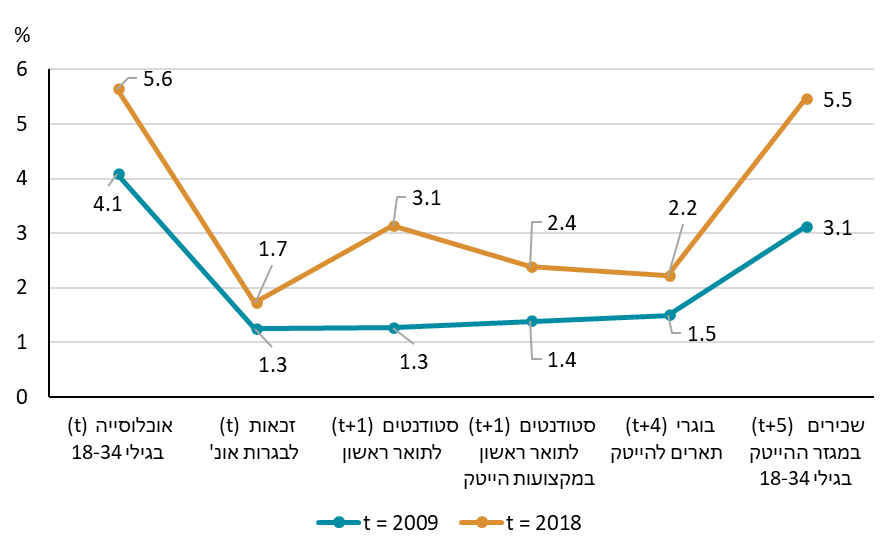 %
6
5
4
3
2
1
0
5.6
1.7
3.1
2.4
2.2
5.5
4.1
1.3
1.3
1.4
1.5
3.1
אוכלוסייה (t)
בגילי 18-34
זכאות (t)
לבגרות אונ'
סטודנטים (t+1)
לתואר ראשון
סטודנטים (t+1)
לתואר ראשון
במקצועות הייטק
בוגרי (t+4)
תארים להייטק
שכירים (t+5)
במגזר ההייטק
בגילי 18-34
t = 2009
t = 2018